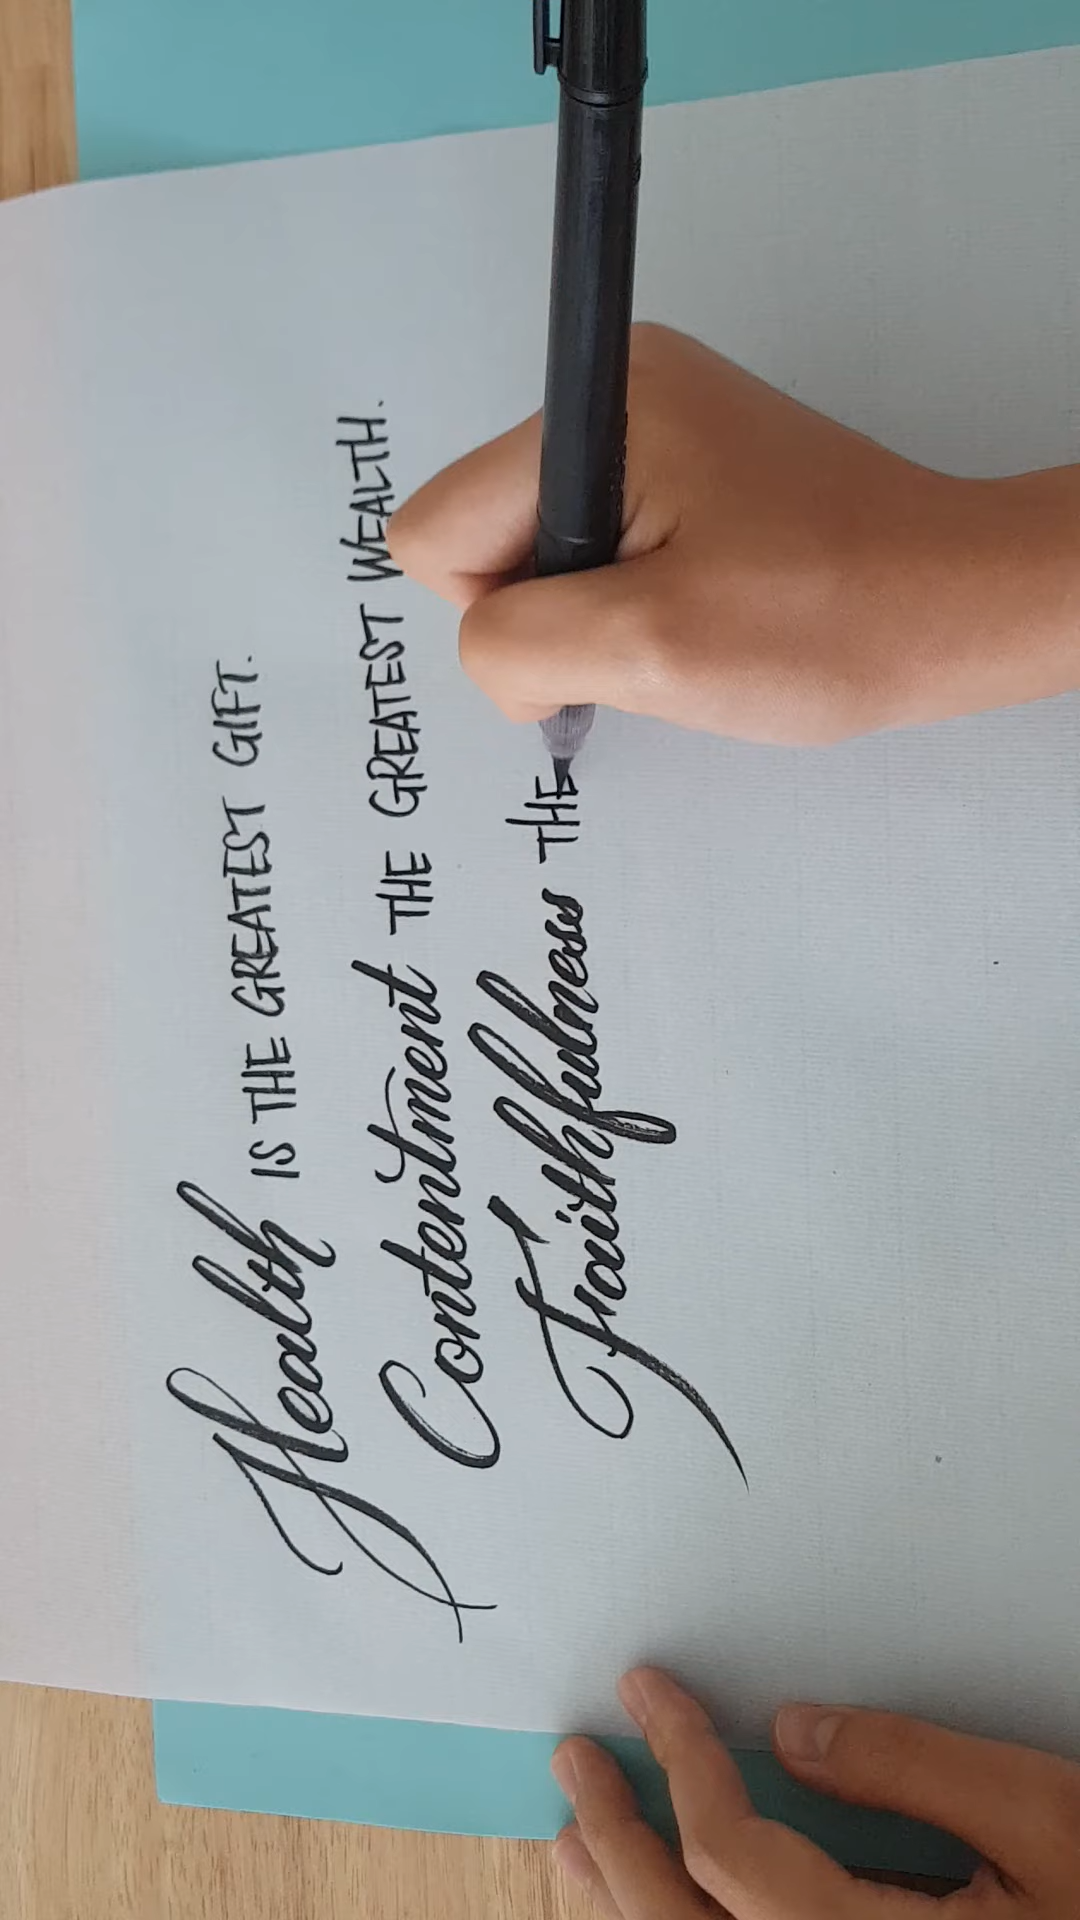 Health IS THE GREATEST GIFT.
Contentment THE GREATEST WEALTH.
Faithfulness THE